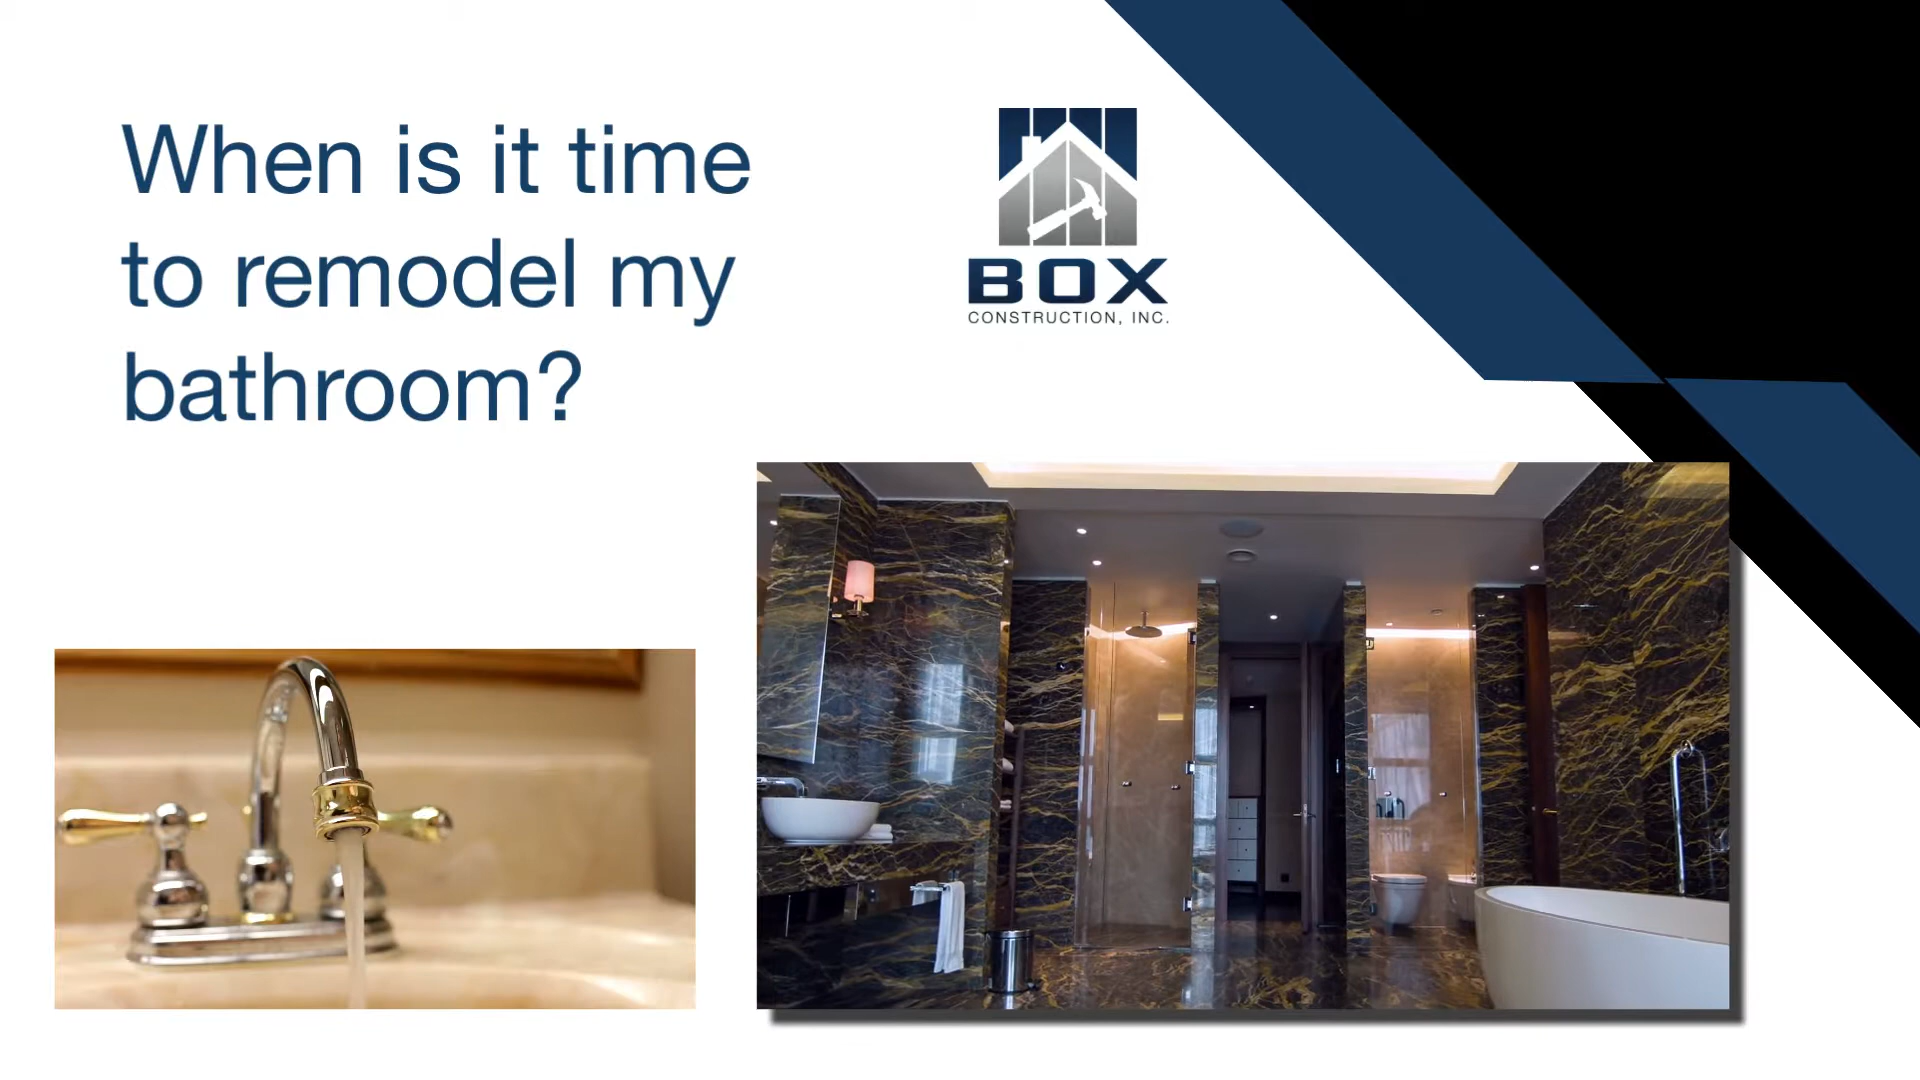 When is it time
to remodel my
bathroom?
BOX
CONSTRUCTION, INC.